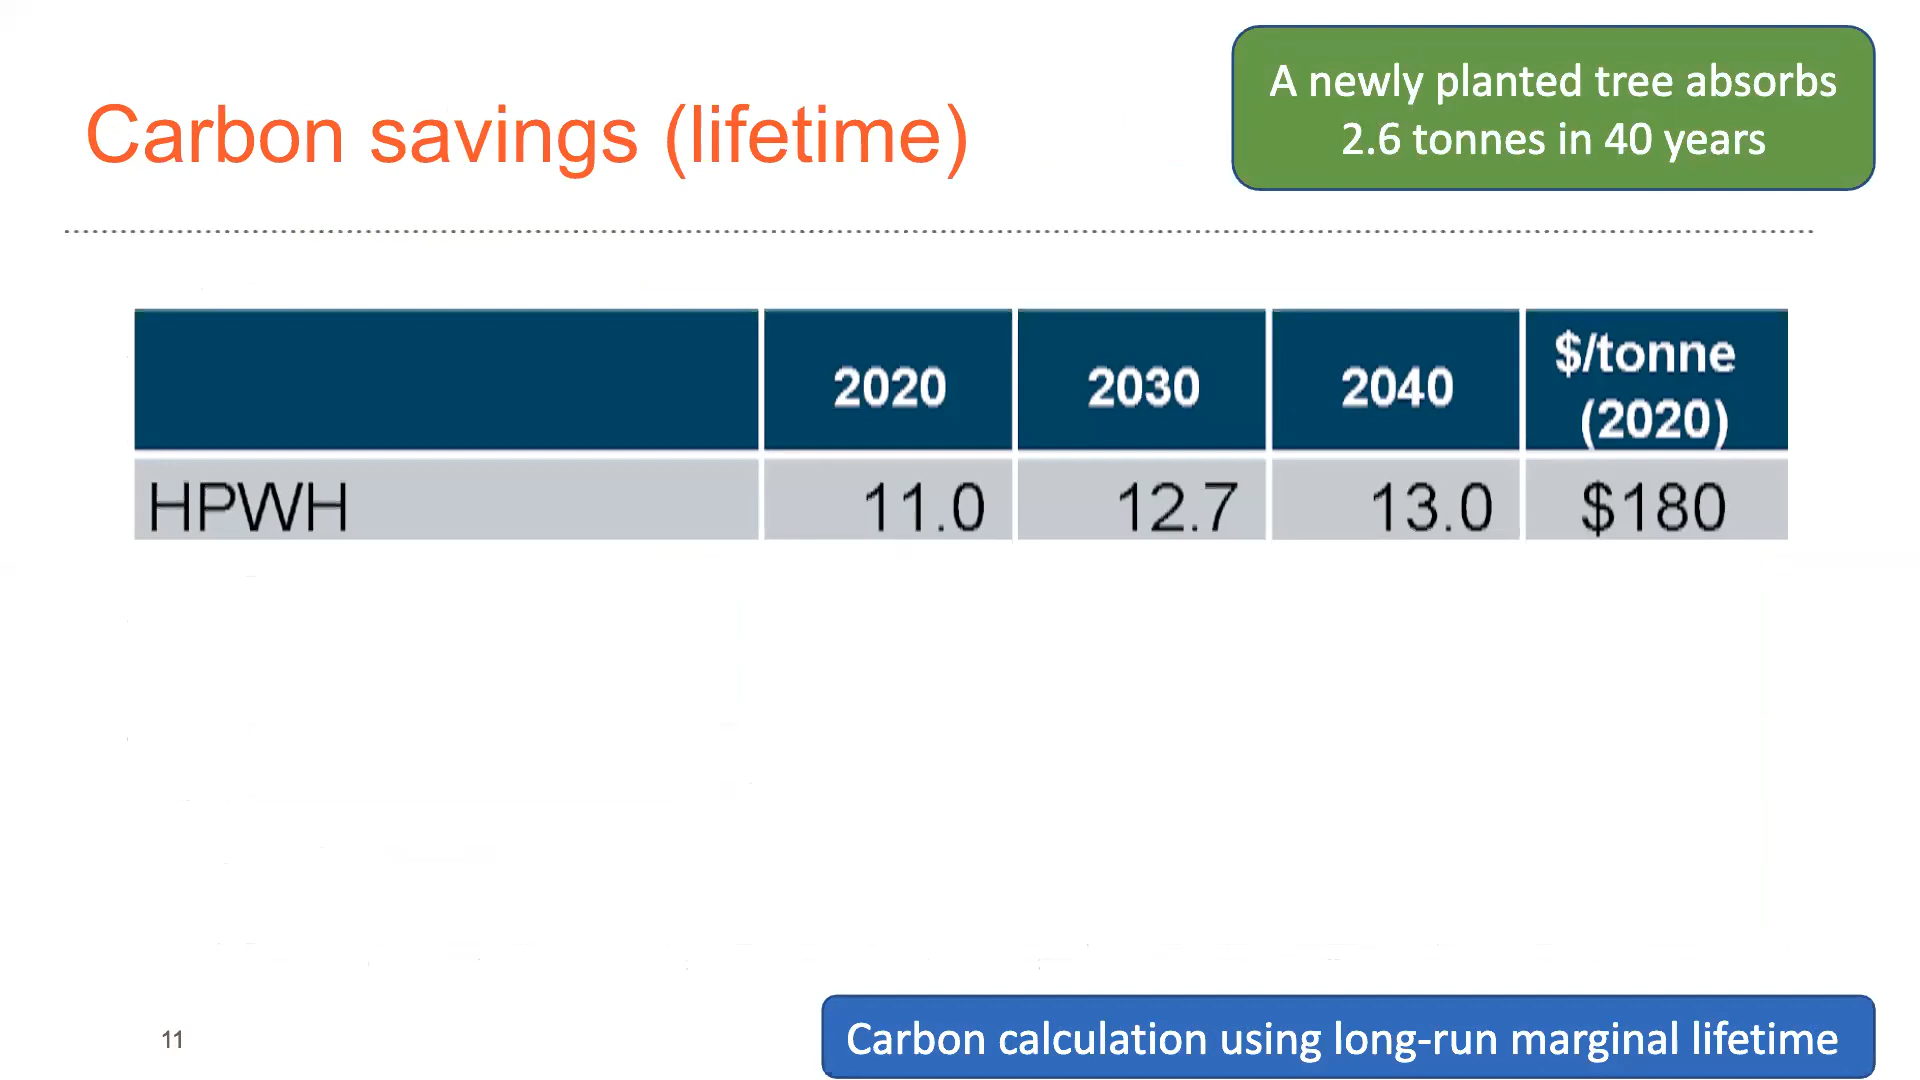 Carbon savings (lifetime)
A newly planted tree absorbs
2.6 tonnes in 40 years
2020 2030 2040 $/tonne (2020)
HPWH 11.0 12.7 13.0 $180
11
Carbon calculation using long-run marginal lifetime